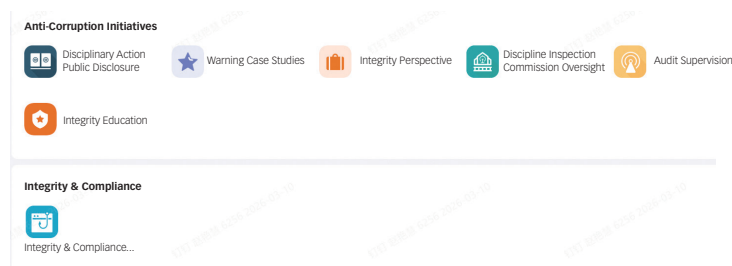 Anti-Corruption Initiatives
Disciplinary Action
Public Disclosure
Warning Case Studies
Integrity Perspective
Discipline Inspection
Commission Oversight
Audit Supervision
Integrity Education
Integrity & Compliance
Integrity & Compliance...